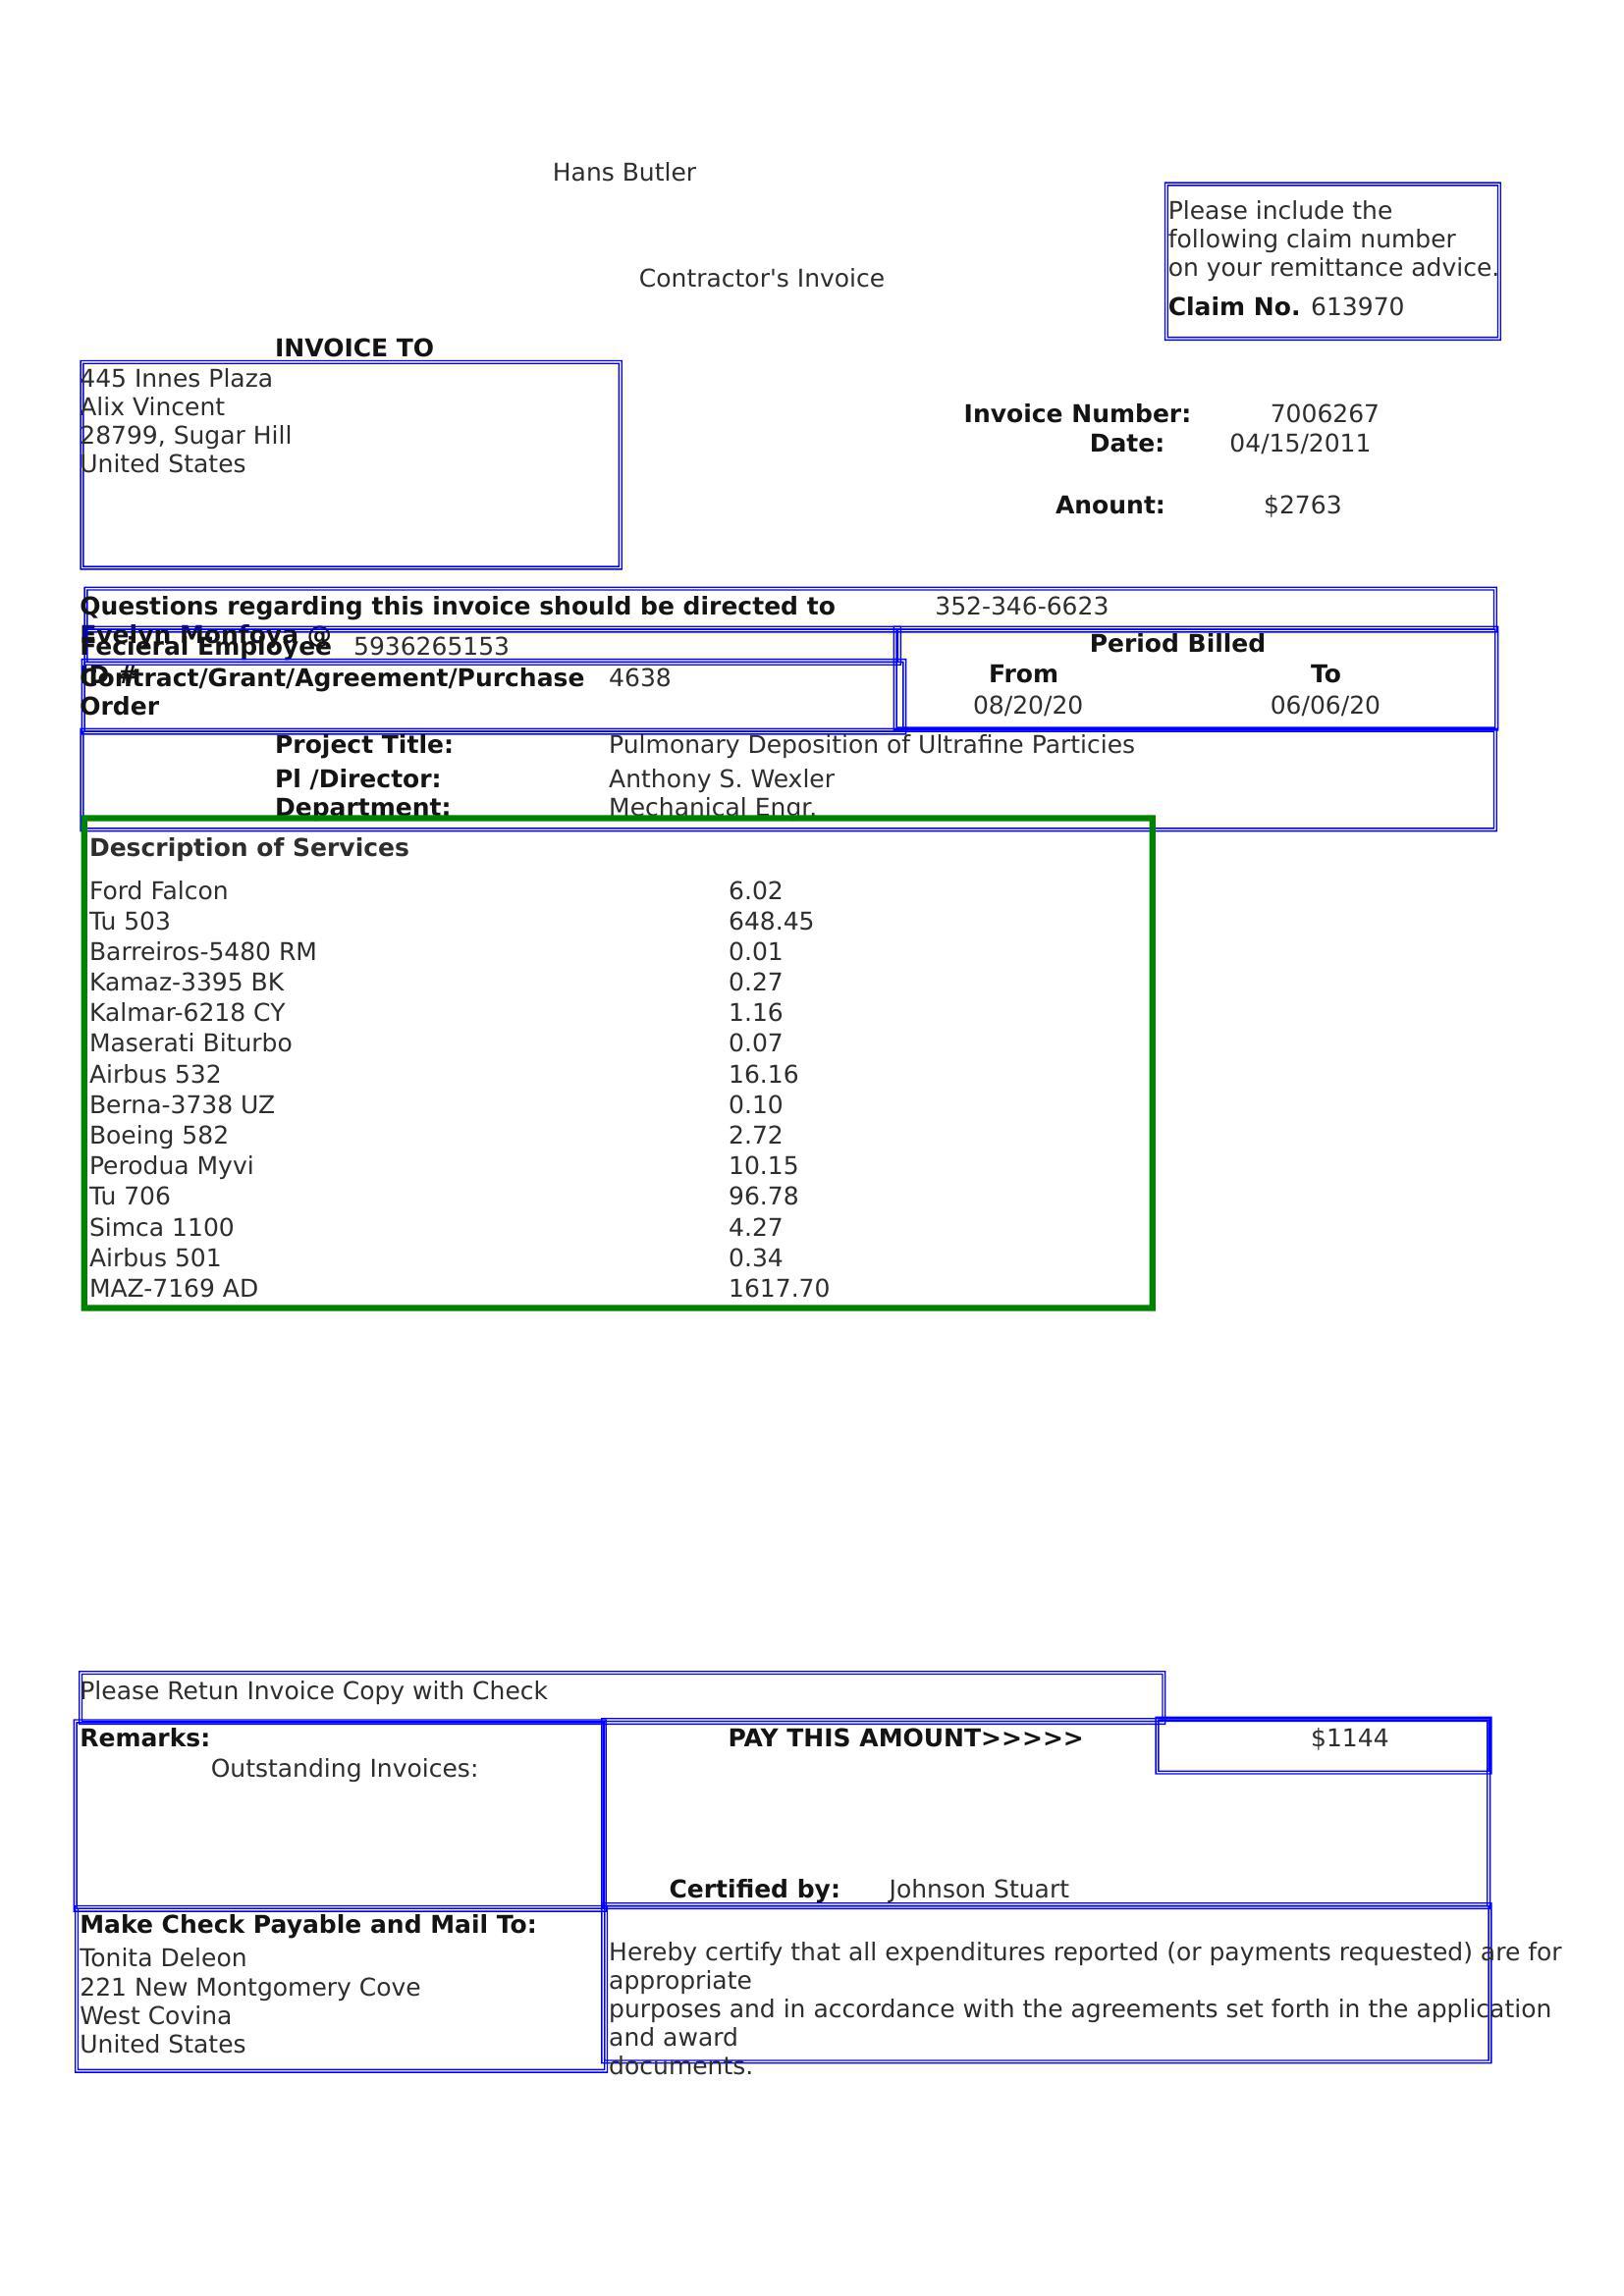 Hans Butler
Please include the
following claim number
on your remittance advice.
Contractor's Invoice
Claim No. 613970
INVOICE TO
445 Innes Plaza
Alix Vincent
28799, Sugar Hill
United States
Invoice Number: 7006267
Date: 04/15/2011
Amount: $2763
Questions regarding this invoice should be directed to 352-346-6623
Evelyn Monfoya @
Fecieral Employee 5936265153
ID #
Period Billed
Contract/Grant/Agreement/Purchase 4638
Order
From To
08/20/20 06/06/20
Project Title: Pulmonary Deposition of Ultrafine Particies
Pl /Director: Anthony S. Wexler
Department: Mechanical Engr.
Description of Services
Ford Falcon 6.02
Tu 503 648.45
Barreiros-5480 RM 0.01
Kamaz-3395 BK 0.27
Kalmar-6218 CY 1.16
Maserati Biturbo 0.07
Airbus 532 16.16
Berna-3738 UZ 0.10
Boeing 582 2.72
Perodua Myvi 10.15
Tu 706 96.78
Simca 1100 4.27
Airbus 501 0.34
MAZ-7169 AD 1617.70
Please Retun Invoice Copy with Check
Remarks: PAY THIS AMOUNT>>>>> $1144
Outstanding Invoices:
Certified by: Johnson Stuart
Make Check Payable and Mail To:
Tonita Deleon
221 New Montgomery Cove
West Covina
United States
Hereby certify that all expenditures reported (or payments requested) are for
appropriate
purposes and in accordance with the agreements set forth in the application
and award
documents.